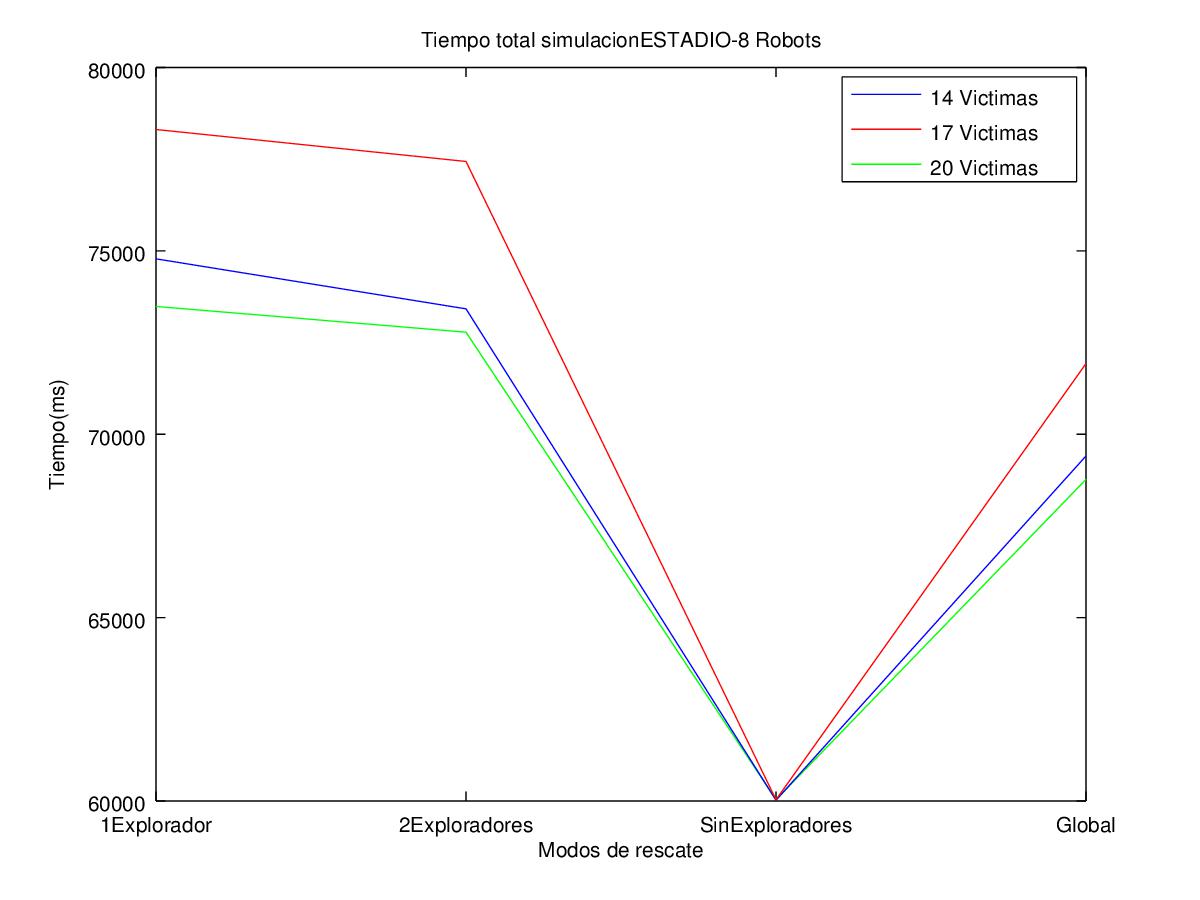 Tiempo total simulacionESTADIO-8 Robots
80000
14 Victimas
17 Victimas
20 Victimas
75000
70000
Tiempo(ms)
65000
60000
1Explorador
2Exploradores
SinExploradores
Global
Modos de rescate